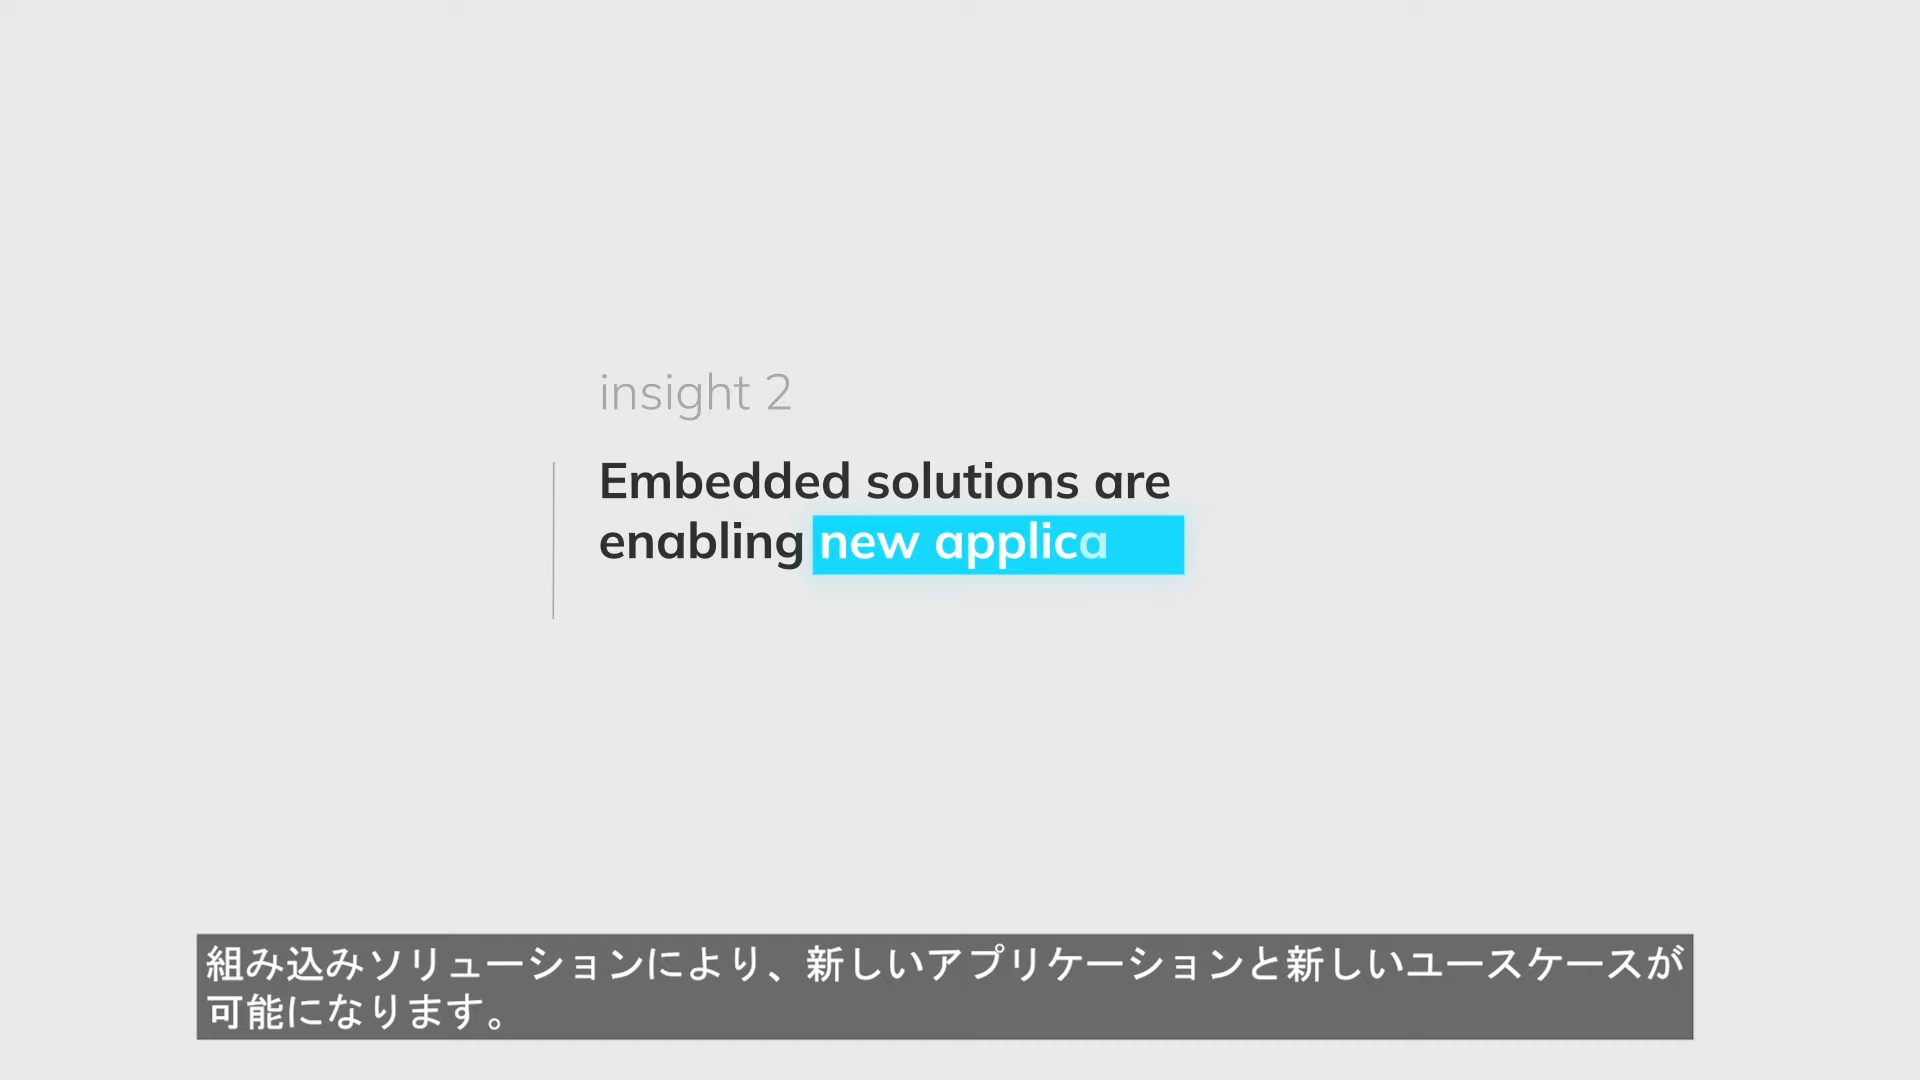 insight 2
Embedded solutions are
enabling new applica
組み込みソリューションにより、新しいアプリケーションと新しいユースケースが
可能になります。